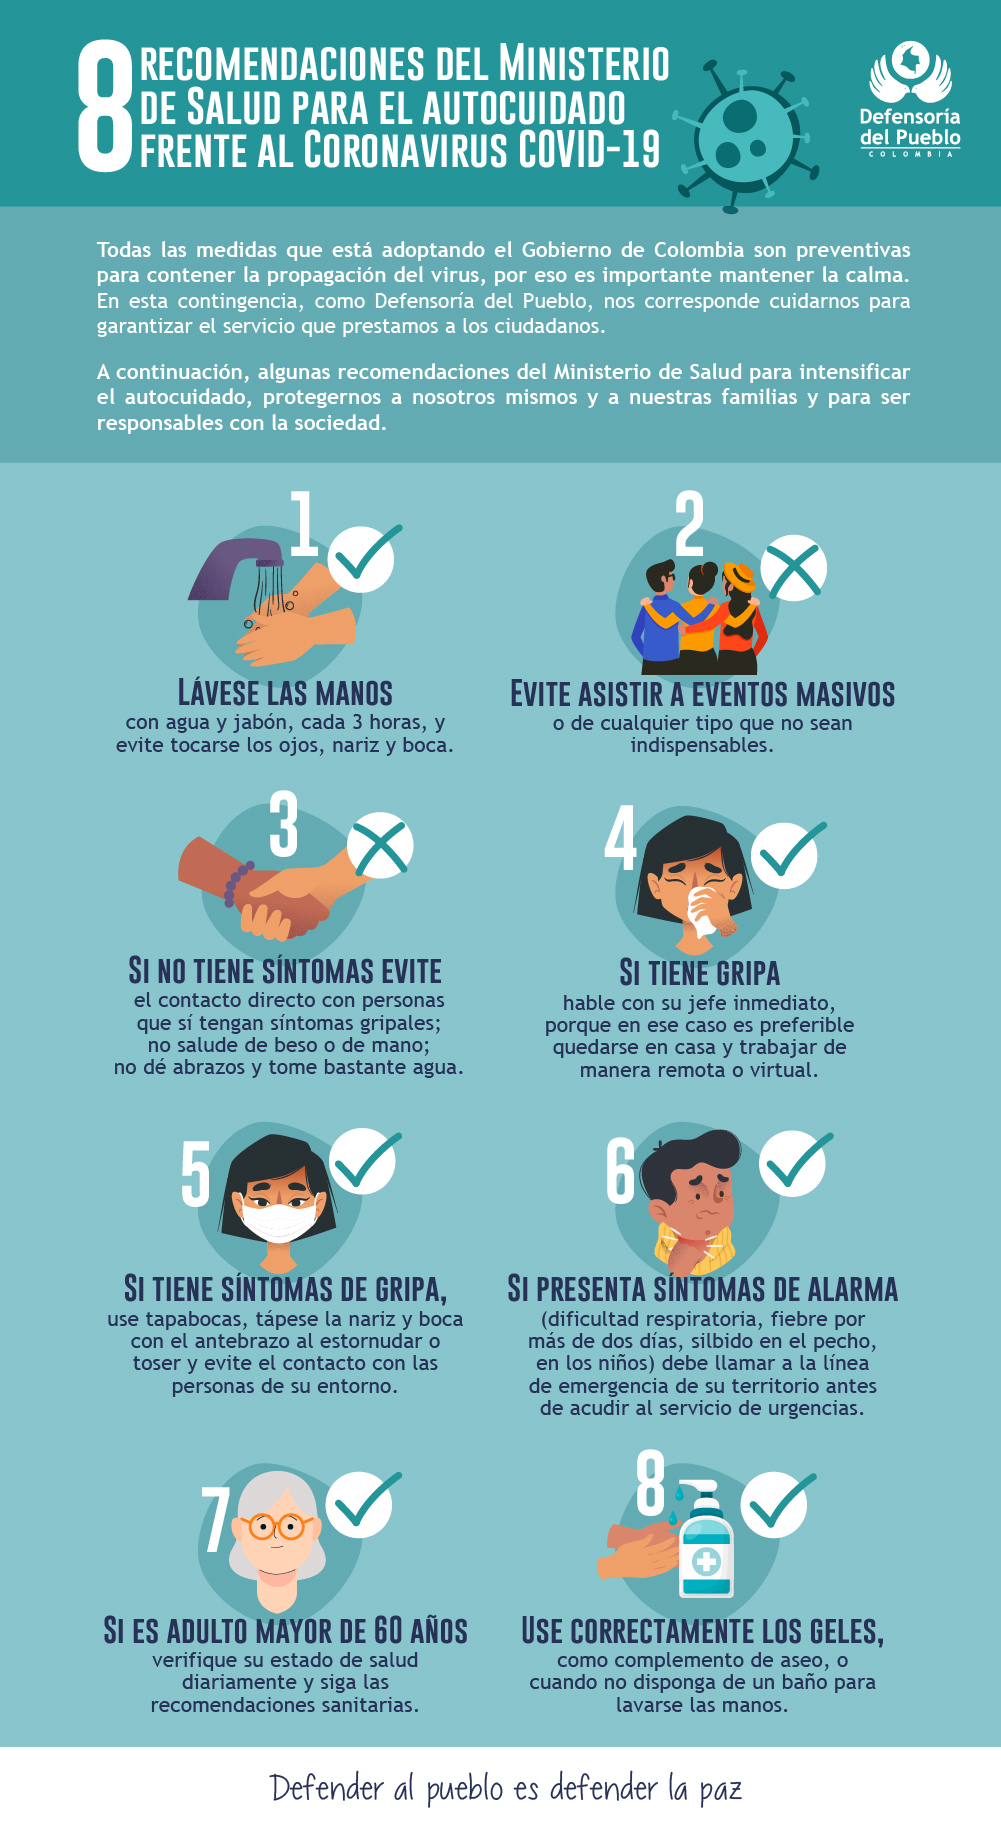 8 RECOMENDACIONES DEL MINISTERIO
DE SALUD PARA EL AUTOCUIDADO
FRENTE AL CORONAVIRUS COVID-19
Defensoría
del Pueblo
COLOMBIA
Todas las medidas que está adoptando el Gobierno de Colombia son preventivas
para contener la propagación del virus, por eso es importante mantener la calma.
En esta contingencia, como Defensoría del Pueblo, nos corresponde cuidarnos para
garantizar el servicio que prestamos a los ciudadanos.
A continuación, algunas recomendaciones del Ministerio de Salud para intensificar
el autocuidado, protegernos a nosotros mismos y a nuestras familias y para ser
responsables con la sociedad.
1
LÁVESE LAS MANOS
con agua y jabón, cada 3 horas, y
evite tocarse los ojos, nariz y boca.
2
EVITE ASISTIR A EVENTOS MASIVOS
o de cualquier tipo que no sean
indispensables.
3
SI NO TIENE SÍNTOMAS EVITE
el contacto directo con personas
que sí tengan síntomas gripales;
no salude de beso o de mano;
no dé abrazos y tome bastante agua.
4
SI TIENE GRIPA
hable con su jefe inmediato,
porque en ese caso es preferible
quedarse en casa y trabajar de
manera remota o virtual.
5
SI TIENE SÍNTOMAS DE GRIPA,
use tapabocas, tápese la nariz y boca
con el antebrazo al estornudar o
toser y evite el contacto con las
personas de su entorno.
6
SI PRESENTA SÍNTOMAS DE ALARMA
(dificultad respiratoria, fiebre por
más de dos días, silbido en el pecho,
en los niños) debe llamar a la línea
de emergencia de su territorio antes
de acudir al servicio de urgencias.
7
SI ES ADULTO MAYOR DE 60 AÑOS
verifique su estado de salud
diariamente y siga las
recomendaciones sanitarias.
8
USE CORRECTAMENTE LOS GELES,
como complemento de aseo, o
cuando no disponga de un baño para
lavarse las manos.
Defender al pueblo es defender la paz